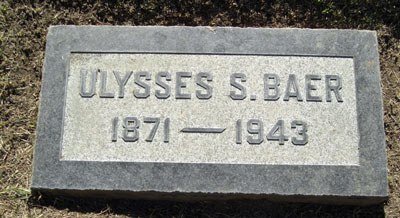 ULYSSES S. BAER
1871 — 1943